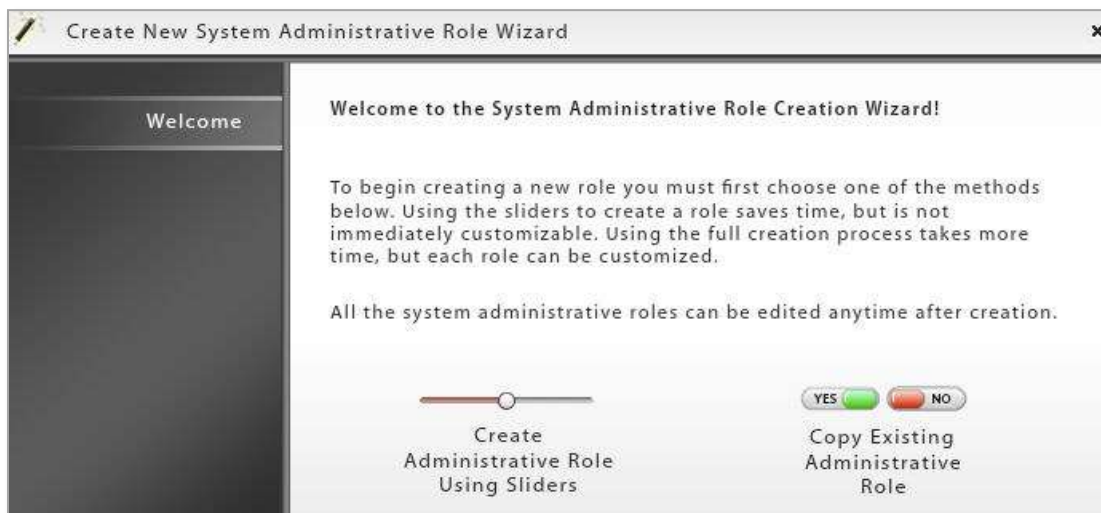 Create New System Administrative Role Wizard
Welcome
Welcome to the System Administrative Role Creation Wizard!
To begin creating a new role you must first choose one of the methods
below. Using the sliders to create a role saves time, but is not
immediately customizable. Using the full creation process takes more
time, but each role can be customized.
All the system administrative roles can be edited anytime after creation.
Create
Administrative Role
Using Sliders
YES NO
Copy Existing
Administrative
Role